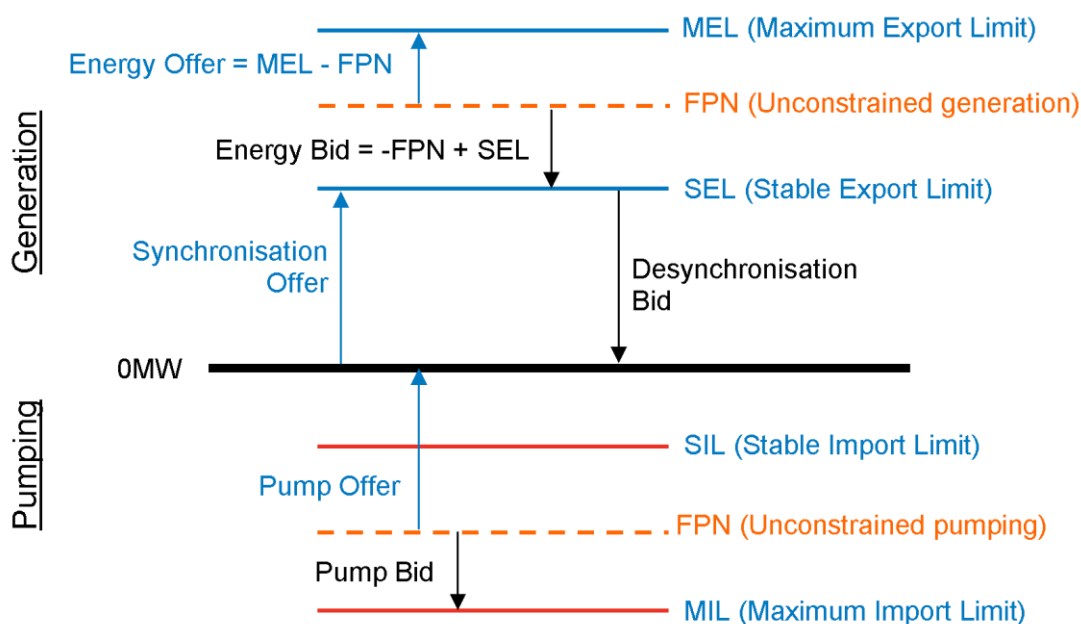 MEL (Maximum Export Limit)
Energy Offer = MEL - FPN
FPN (Unconstrained generation)
Energy Bid = -FPN + SEL
SEL (Stable Export Limit)
Generation
Synchronisation
Offer
Desynchronisation
Bid
0MW
SIL (Stable Import Limit)
Pumping
Pump Offer
FPN (Unconstrained pumping)
Pump Bid
MIL (Maximum Import Limit)